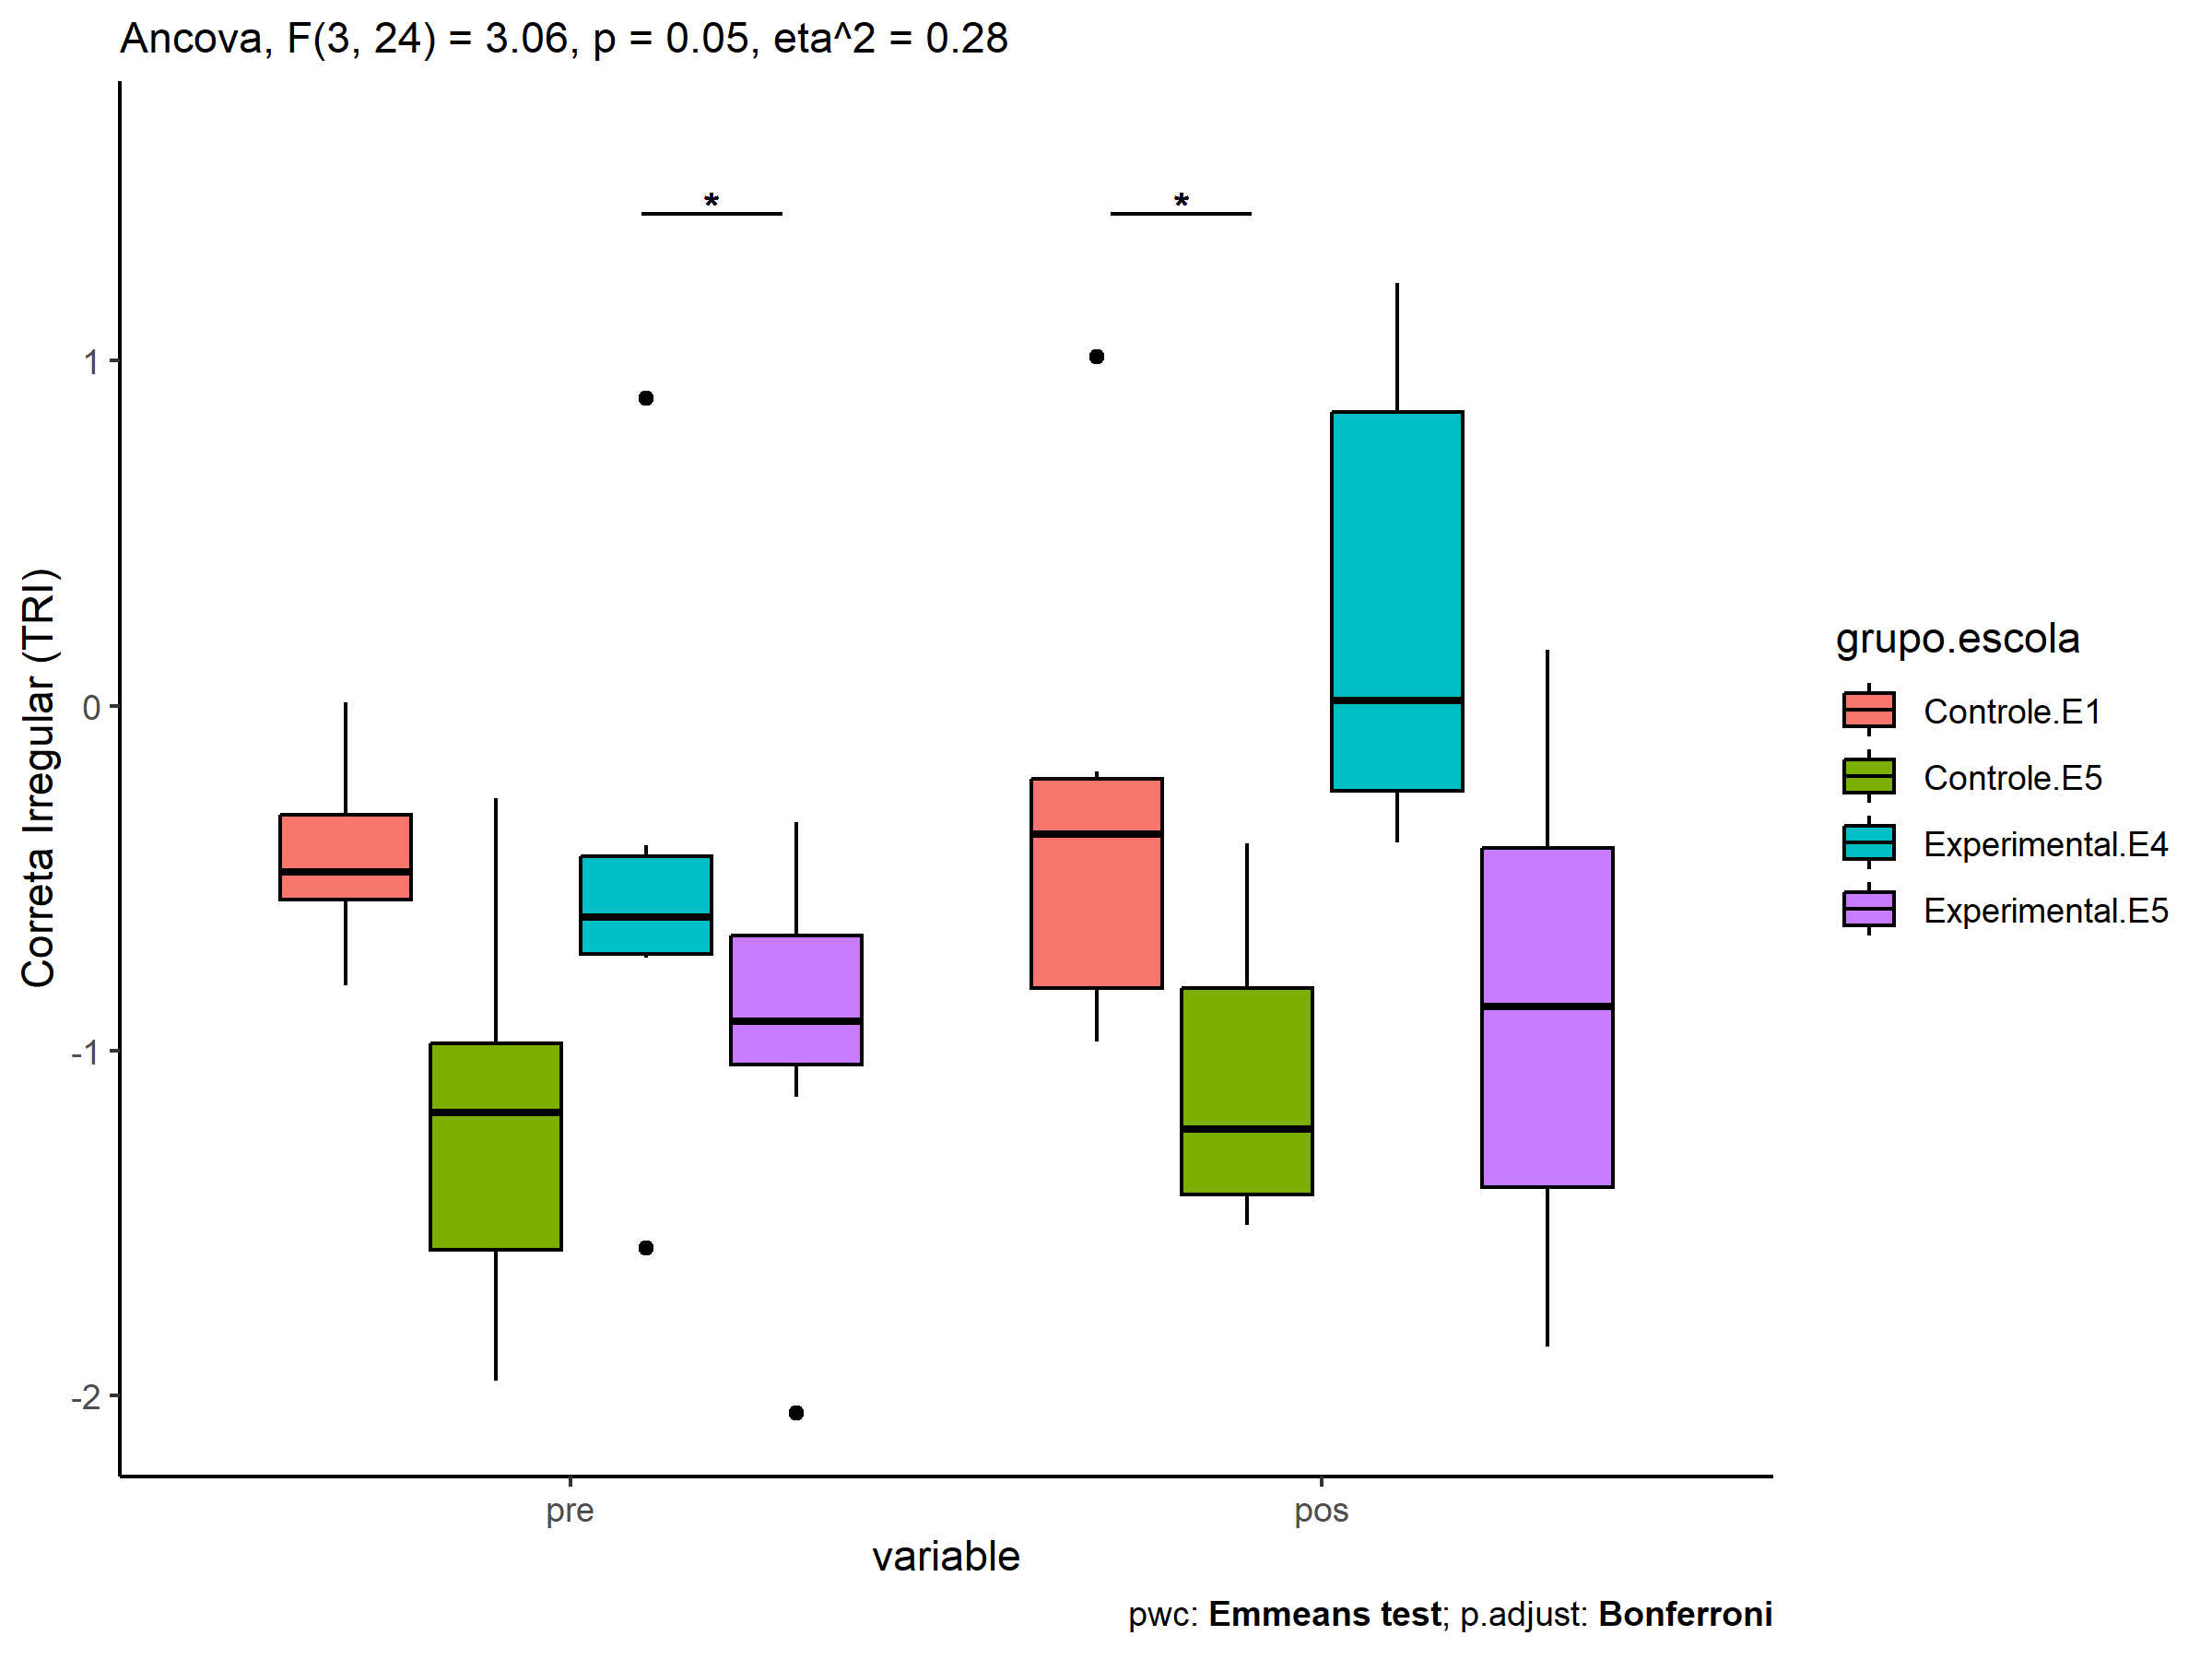 Ancova, F(3, 24) = 3.06, p = 0.05, eta^2 = 0.28
*
*
Correta Irregular (TRI)
1
0
-1
-2
pre
pos
variable
grupo.escola
Controle.E1
Controle.E5
Experimental.E4
Experimental.E5
pwc: Emmeans test; p.adjust: Bonferroni